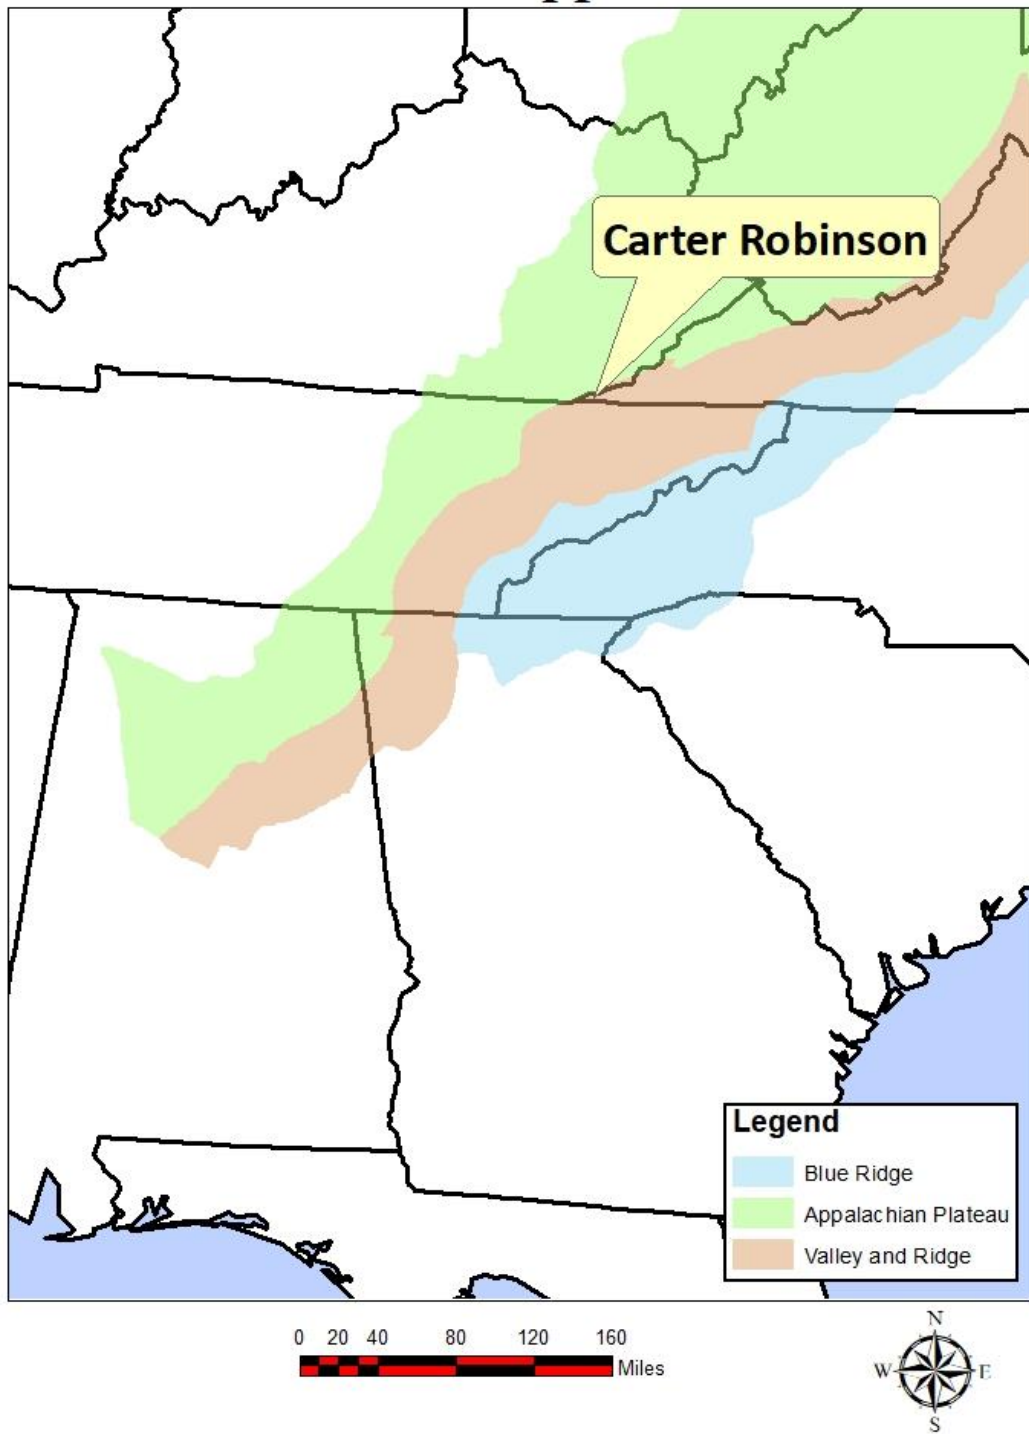 Carter Robinson
Legend
Blue Ridge
Appalachian Plateau
Valley and Ridge
0 20 40 80 120 160
Miles
N
W E
S